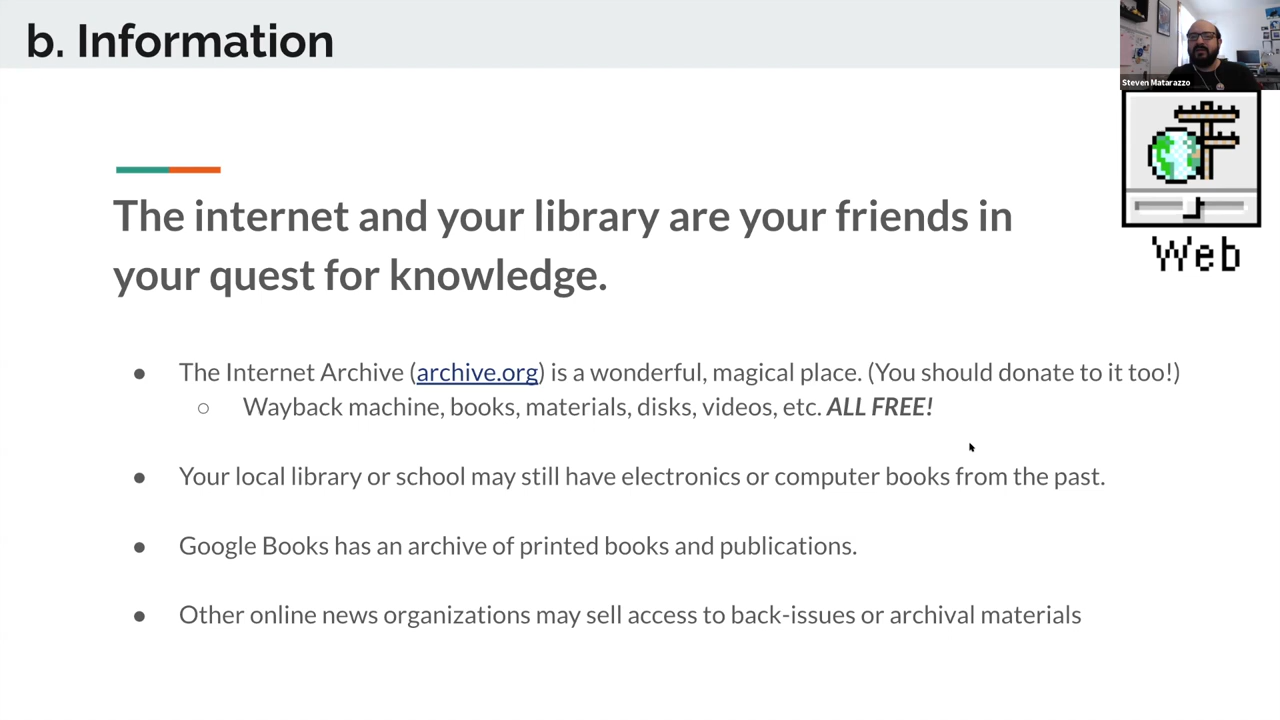 b. Information
Steven Matarazzo
The internet and your library are your friends in
your quest for knowledge.
Web
● The Internet Archive (archive.org) is a wonderful, magical place. (You should donate to it too!)
○ Wayback machine, books, materials, disks, videos, etc. ALL FREE!
● Your local library or school may still have electronics or computer books from the past.
● Google Books has an archive of printed books and publications.
● Other online news organizations may sell access to back-issues or archival materials